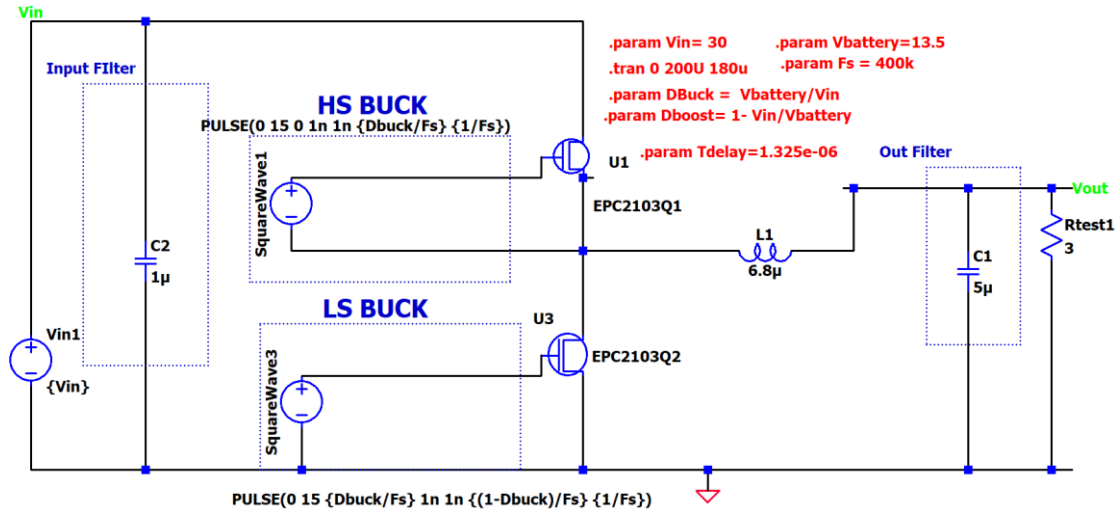 Vin
.param Vin= 30
.param Vbattery=13.5
.tran 0 200U 180u
.param Fs = 400k
Input FIlter
.param DBuck =  Vbattery/Vin
HS BUCK
.param Dboost= 1- Vin/Vbattery
PULSE(0 15 0 1n 1n {Dbuck/Fs} {1/Fs})
.param Tdelay=1.325e-06
Out Filter
U1
SquareWave1
EPC2103Q1
Vout
L1
6.8µ
Rtest1
3
C2
1µ
C1
5µ
LS BUCK
U3
Vin1
{Vin}
SquareWave3
EPC2103Q2
PULSE(0 15 {Dbuck/Fs} 1n 1n {(1-Dbuck)/Fs} {1/Fs})